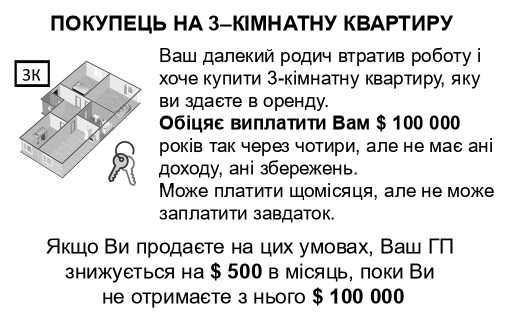 ПОКУПЕЦЬ НА 3–КІМНАТНУ КВАРТИРУ
3К
Ваш далекий родич втратив роботу і
хоче купити 3-кімнатну квартиру, яку
ви здаєте в оренду.
Обіцяє виплатити Вам $ 100 000
років так через чотири, але не має ані
доходу, ані збережень.
Може платити щомісяця, але не може
заплатити завдаток.
Якщо Ви продаєте на цих умовах, Ваш ГП
знижується на $ 500 в місяць, поки Ви
не отримаєте з нього $ 100 000